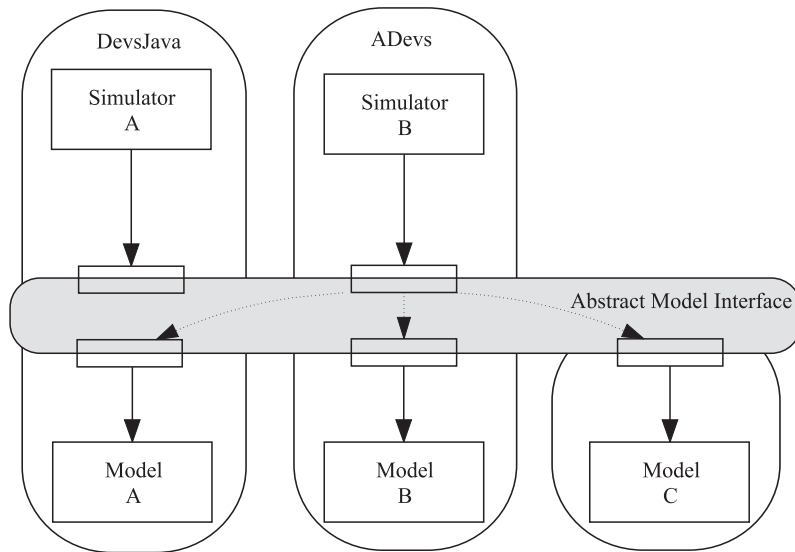 DevsJava
ADevs
Simulator
A
Simulator
B
Abstract Model Interface
Model
A
Model
B
Model
C